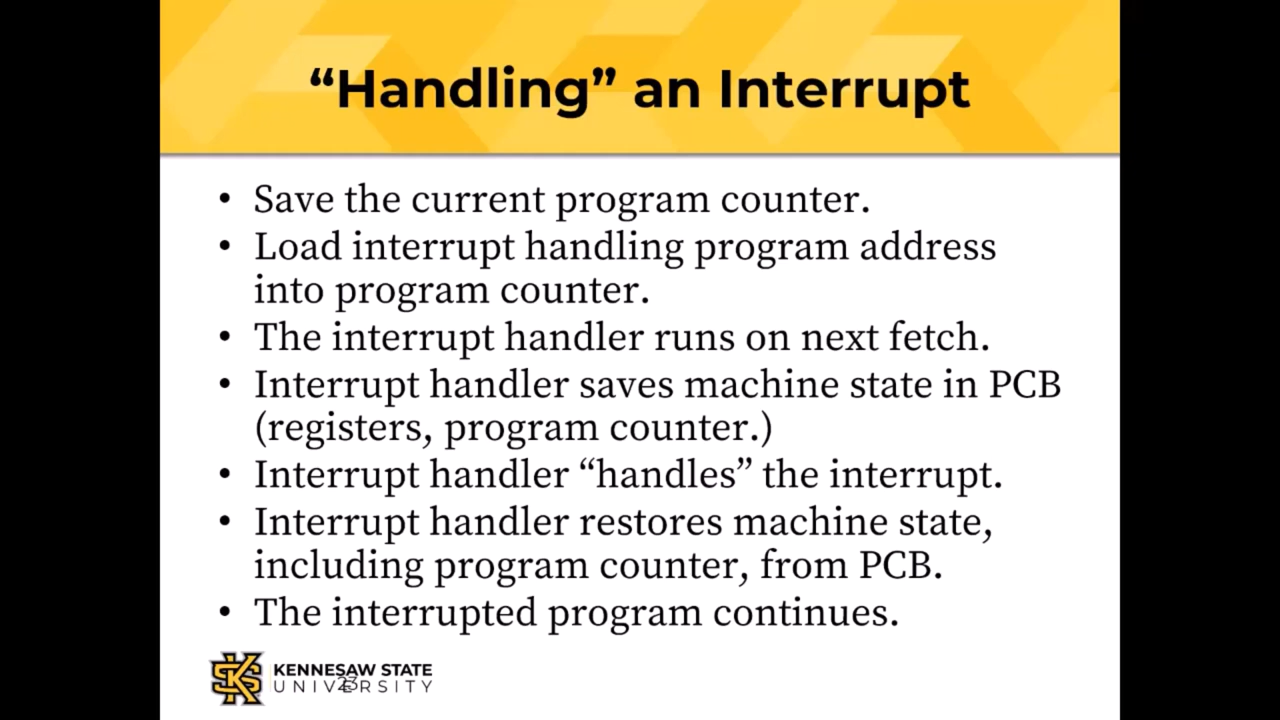 “Handling” an Interrupt
• Save the current program counter.
• Load interrupt handling program address
into program counter.
• The interrupt handler runs on next fetch.
• Interrupt handler saves machine state in PCB
(registers, program counter.)
• Interrupt handler “handles” the interrupt.
• Interrupt handler restores machine state,
including program counter, from PCB.
• The interrupted program continues.
KENNESAW STATE
UNIVERSITY
23